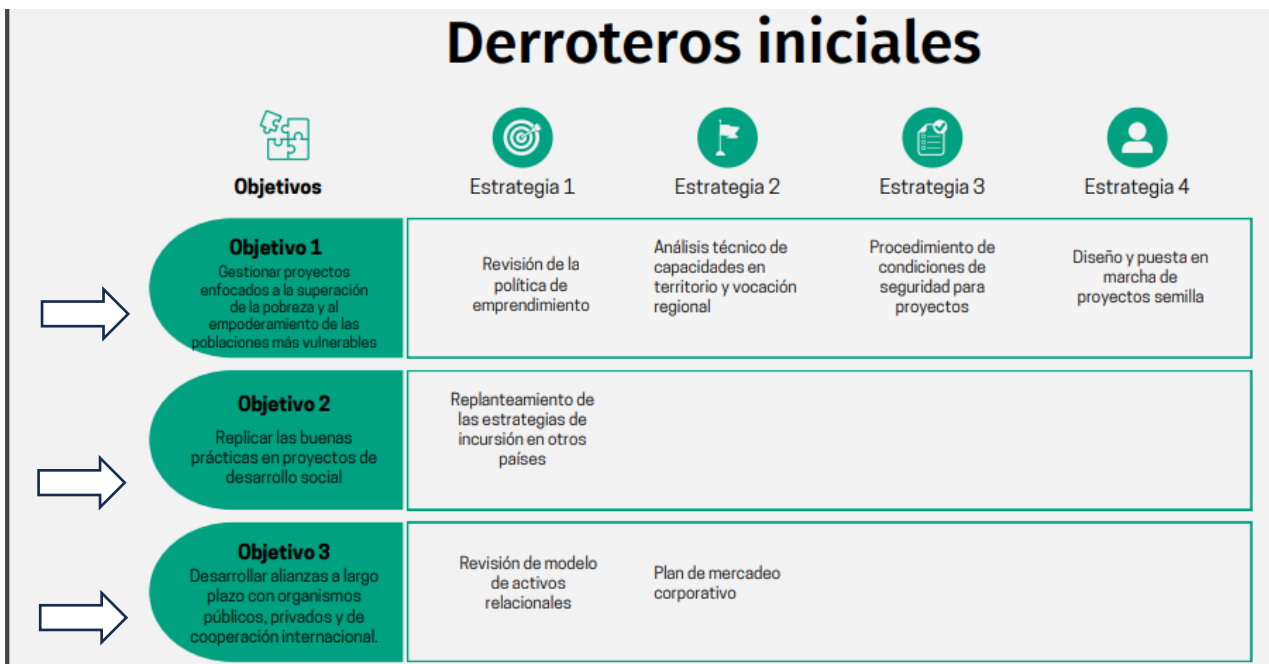 Derroteros iniciales
Objetivos
Estrategia 1
Estrategia 2
Estrategia 3
Estrategia 4
Objetivo 1
Gestionar proyectos
enfocados a la superación
de la pobreza y al
empoderamiento de las
poblaciones más vulnerables
Revisión de la
política de
emprendimiento
Análisis técnico de
capacidades en
territorio y vocación
regional
Procedimiento de
condiciones de
seguridad para
proyectos
Diseño y puesta en
marcha de
proyectos semilla
Objetivo 2
Replicar las buenas
prácticas en proyectos de
desarrollo social
Replanteamiento de
las estrategias de
incursión en otros
países
Objetivo 3
Desarrollar alianzas a largo
plazo con organismos
públicos, privados y de
cooperación internacional.
Revisión de modelo
de activos
relacionales
Plan de mercadeo
corporativo